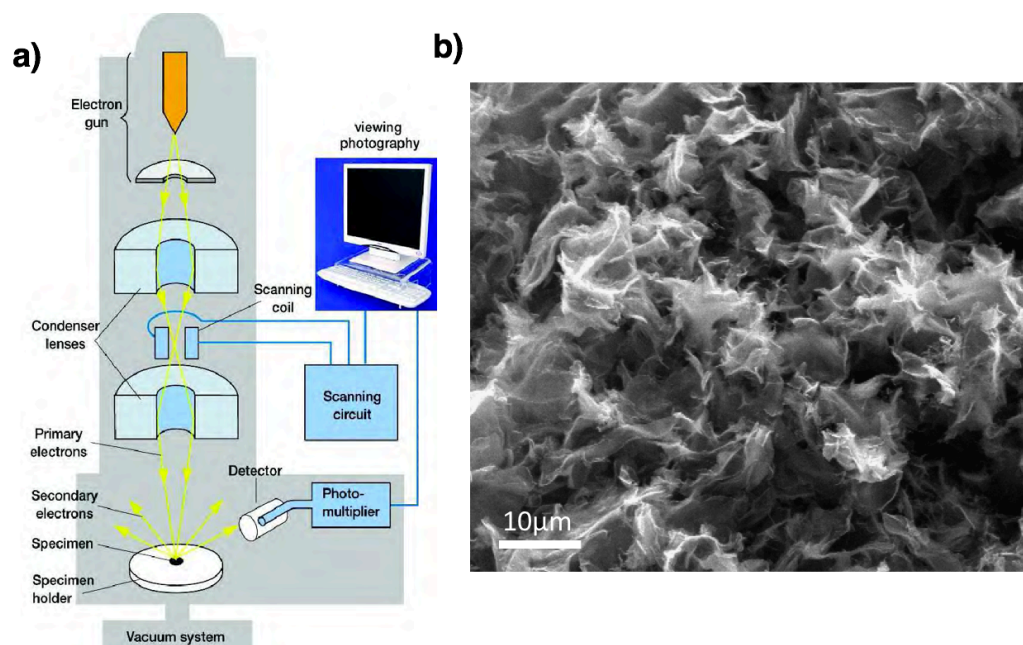 a)
Electron
gun
viewing
photography
Scanning
coil
Condenser
lenses
Scanning
circuit
Primary
electrons
Detector
Secondary
electrons
Photo-
multiplier
Specimen
Specimen
holder
Vacuum system
b)
10µm